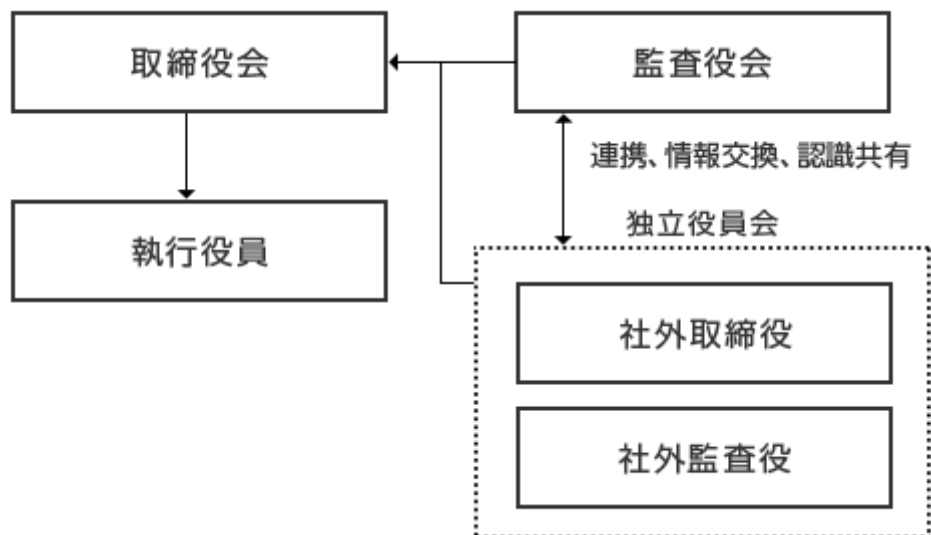 取締役会
監査役会
連携、情報交換、認識共有
執行役員
独立役員会
社外取締役
社外監査役